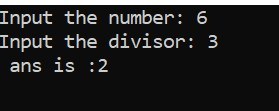 Input the number: 6
Input the divisor: 3
ans is :2